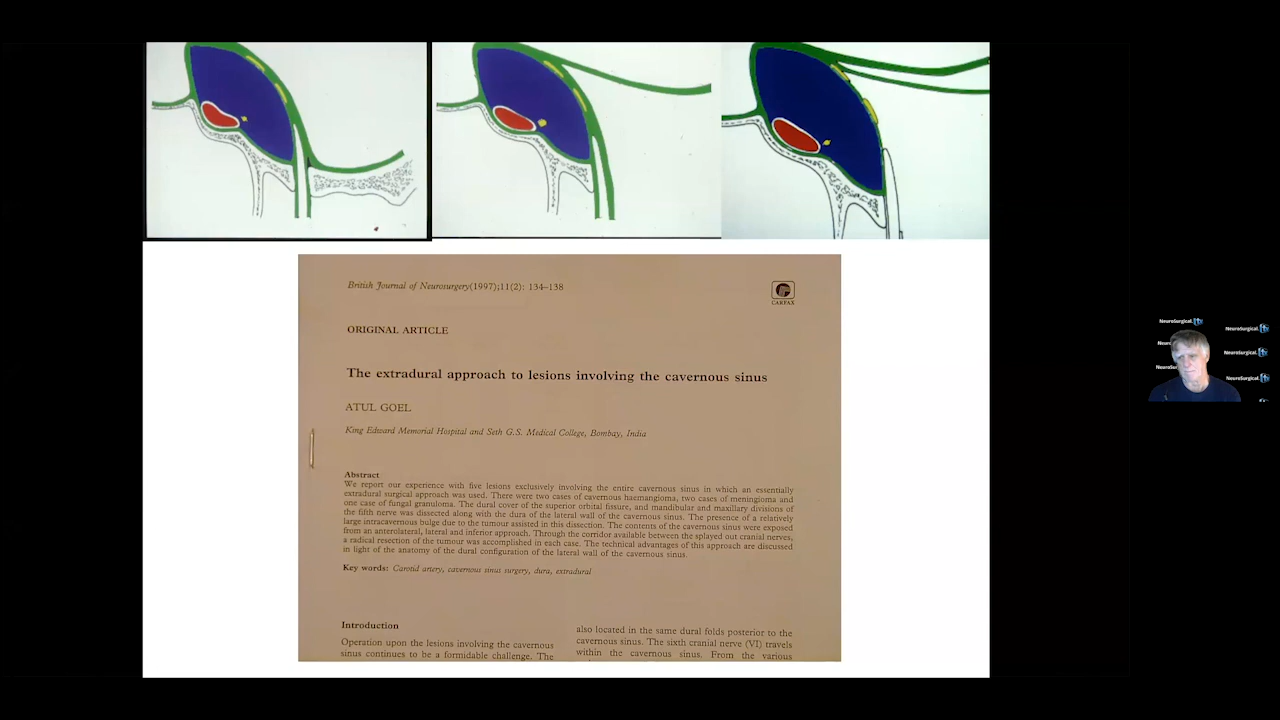 British Journal of Neurosurgery(1997);11(2): 134–138
CARFAX
ORIGINAL ARTICLE
The extradural approach to lesions involving the cavernous sinus
ATUL GOEL
King Edward Memorial Hospital and Seth G.S. Medical College, Bombay, India
Abstract
We report our experience with five lesions exclusively involving the entire cavernous sinus in which an essentially
extradural surgical approach was used. There were two cases of cavernous haemangioma, two cases of meningioma and
one case of fungal granuloma. The dural cover of the superior orbital fissure, and mandibular and maxillary divisions of
the fifth nerve was dissected along with the dura of the lateral wall of the cavernous sinus. The presence of a relatively
large intracavernous bulge due to the tumour assisted in this dissection. The contents of the cavernous sinus were exposed
from an anterolateral, lateral and inferior approach. Through the corridor available between the splayed out cranial nerves,
a radical resection of the tumour was accomplished in each case. The technical advantages of this approach are discussed
in light of the anatomy of the dural configuration of the lateral wall of the cavernous sinus.
Key words: Carotid artery, cavernous sinus surgery, dura, extradural
Introduction
Operation upon the lesions involving the cavernous
sinus continues to be a formidable challenge. The
also located in the same dural folds posterior to the
cavernous sinus. The sixth cranial nerve (VI) travels
within the cavernous sinus. From the various
NeuroSurgical.tv
NeuroSurgical.tv
NeuroSurgical.tv
NeuroSurgical.tv